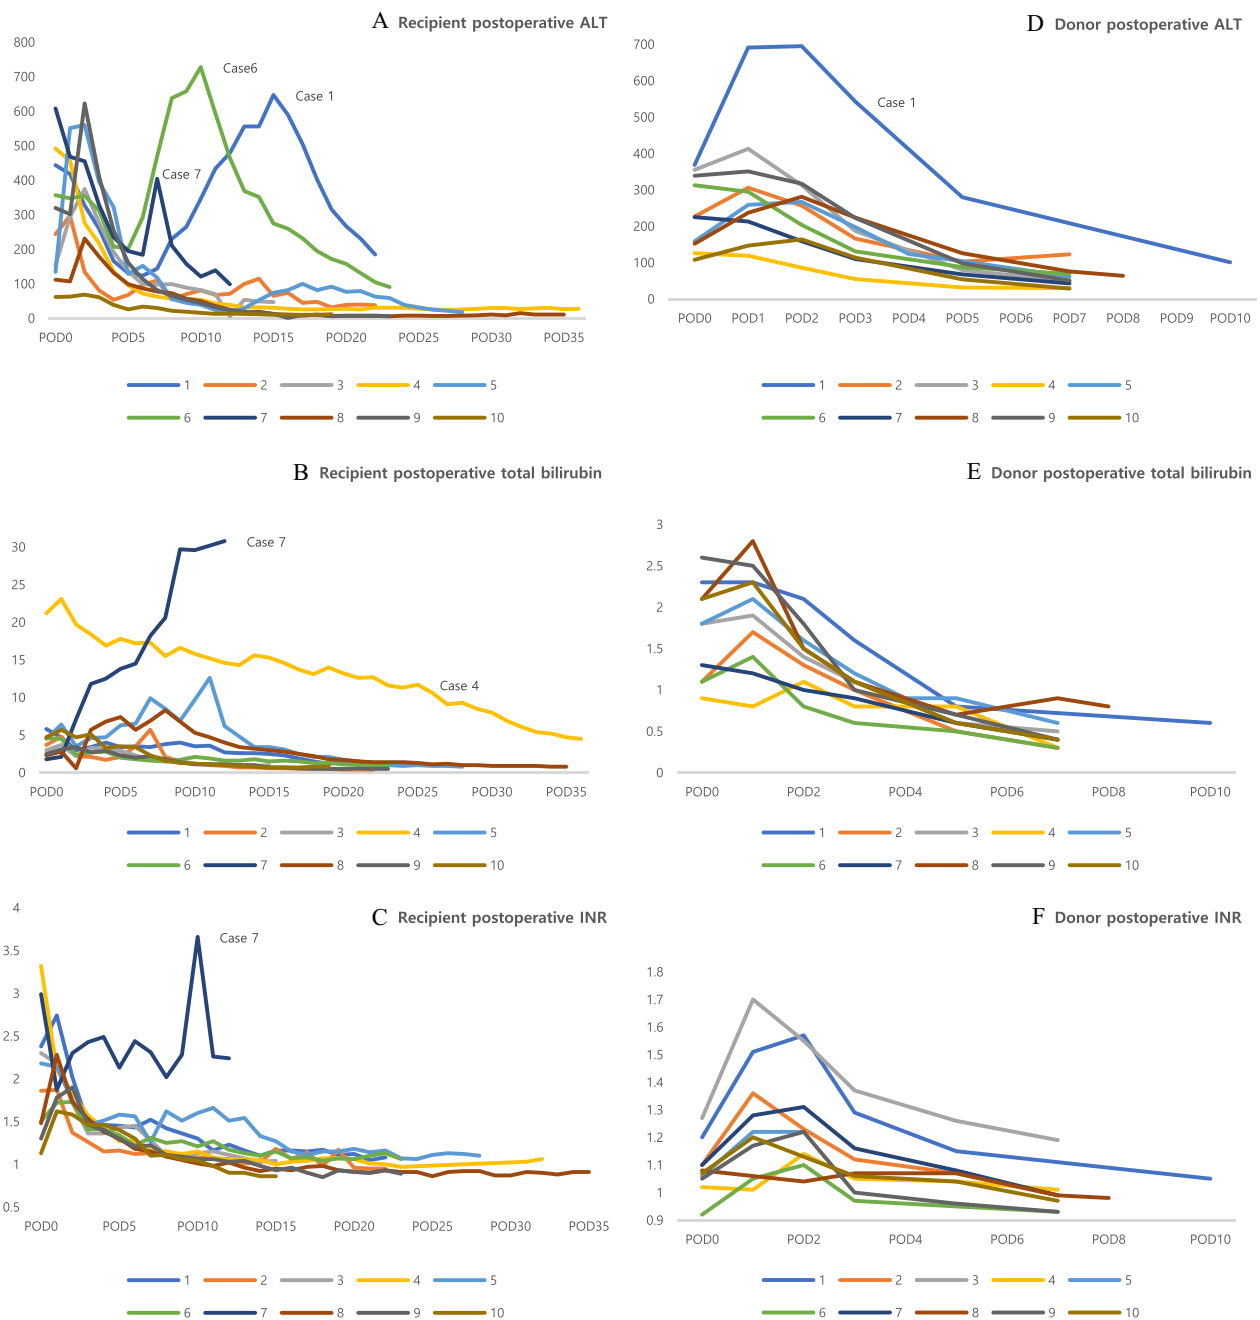 A Recipient postoperative ALT
800
700
600
500
400
300
200
100
0
Case6
Case 1
Case 7
POD0 POD5 POD10 POD15 POD20 POD25 POD30 POD35
1 2 3 4 5
6 7 8 9 10
D Donor postoperative ALT
700
600
500
400
300
200
100
0
Case 1
POD0 POD1 POD2 POD3 POD4 POD5 POD6 POD7 POD8 POD9 POD10
1 2 3 4 5
6 7 8 9 10
B Recipient postoperative total bilirubin
30
25
20
15
10
5
0
Case 7
Case 4
POD0 POD5 POD10 POD15 POD20 POD25 POD30 POD35
1 2 3 4 5
6 7 8 9 10
E Donor postoperative total bilirubin
3
2.5
2
1.5
1
0.5
0
POD0 POD2 POD4 POD6 POD8 POD10
1 2 3 4 5
6 7 8 9 10
C Recipient postoperative INR
4
3.5
3
2.5
2
1.5
1
0.5
Case 7
POD0 POD5 POD10 POD15 POD20 POD25 POD30 POD35
1 2 3 4 5
6 7 8 9 10
F Donor postoperative INR
1.8
1.7
1.6
1.5
1.4
1.3
1.2
1.1
1
0.9
POD0 POD2 POD4 POD6 POD8 POD10
1 2 3 4 5
6 7 8 9 10